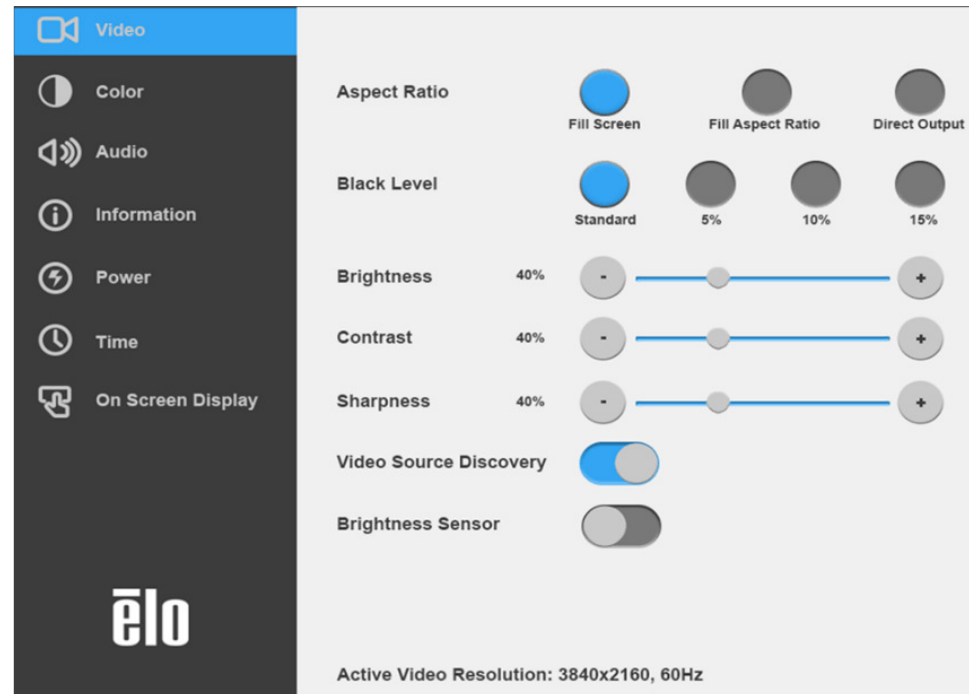 Video
Color
Audio
Information
Power
Time
On Screen Display
ēlo
Aspect Ratio
Fill Screen Fill Aspect Ratio Direct Output
Black Level
Standard 5% 10% 15%
Brightness 40% - +
Contrast 40% - +
Sharpness 40% - +
Video Source Discovery
Brightness Sensor
Active Video Resolution: 3840x2160, 60Hz